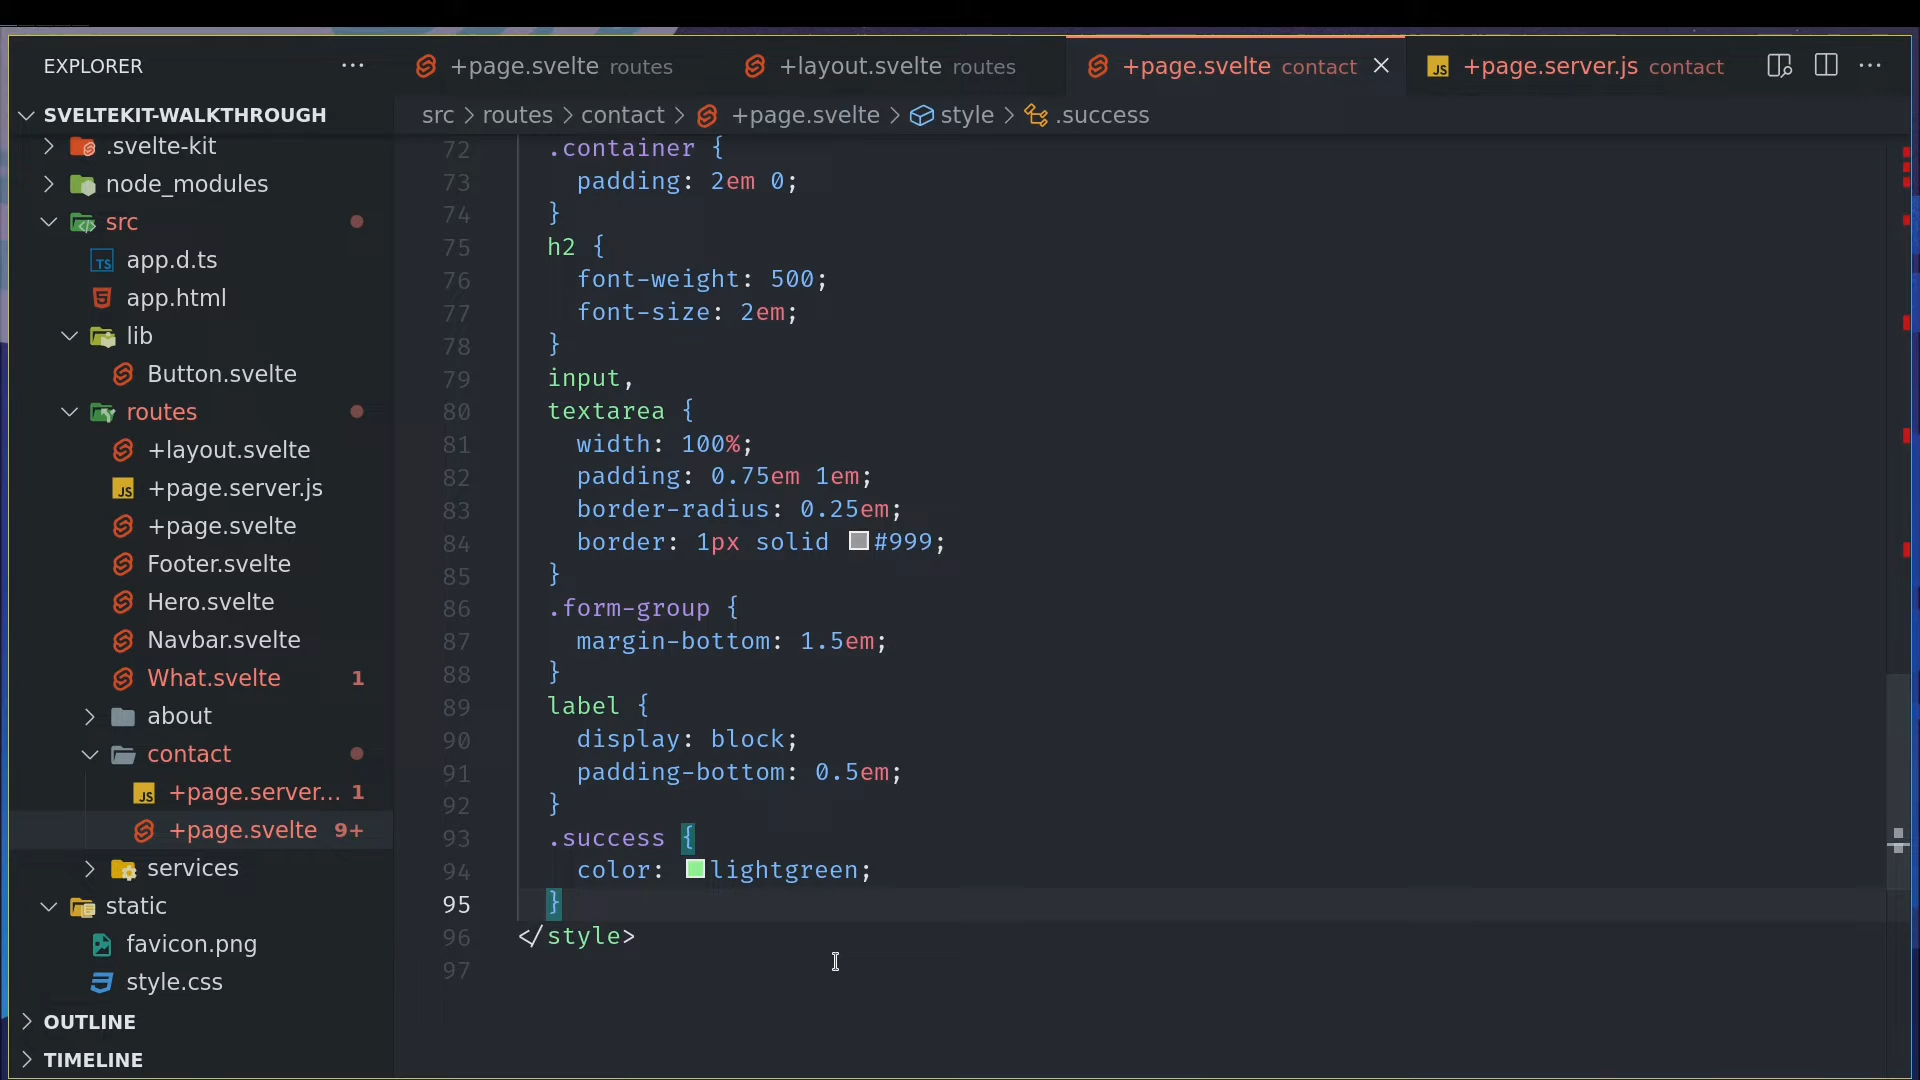 EXPLORER
SVELTEKIT-WALKTHROUGH
.svelte-kit
node_modules
src
TS app.d.ts
app.html
lib
Button.svelte
routes
+layout.svelte
JS +page.server.js
+page.svelte
Footer.svelte
Hero.svelte
Navbar.svelte
What.svelte 1
about
contact
JS +page.server... 1
+page.svelte 9+
services
static
favicon.png
style.css
OUTLINE
TIMELINE
+page.svelte routes
+layout.svelte routes
+page.svelte contact
JS +page.server.js contact
src > routes > contact > +page.svelte > style > .success
72 .container {
73 padding: 2em 0;
74 }
75 h2 {
76 font-weight: 500;
77 font-size: 2em;
78 }
79 input,
80 textarea {
81 width: 100%;
82 padding: 0.75em 1em;
83 border-radius: 0.25em;
84 border: 1px solid #999;
85 }
86 .form-group {
87 margin-bottom: 1.5em;
88 }
89 label {
90 display: block;
91 padding-bottom: 0.5em;
92 }
93 .success {
94 color: lightgreen;
95 }
96 </style>
97